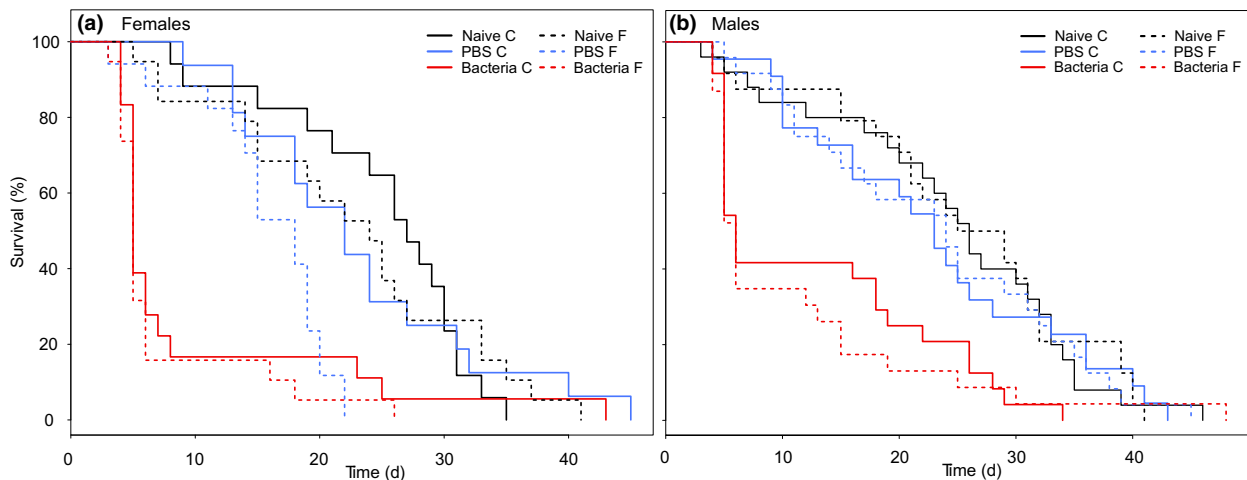 (a) Females
Naive C Naive F
PBS C PBS F
Bacteria C Bacteria F
Survival (%)
100
80
60
40
20
0
0 10 20 30 40
Time (d)
(b) Males
Naive C Naive F
PBS C PBS F
Bacteria C Bacteria F
0 10 20 30 40
Time (d)